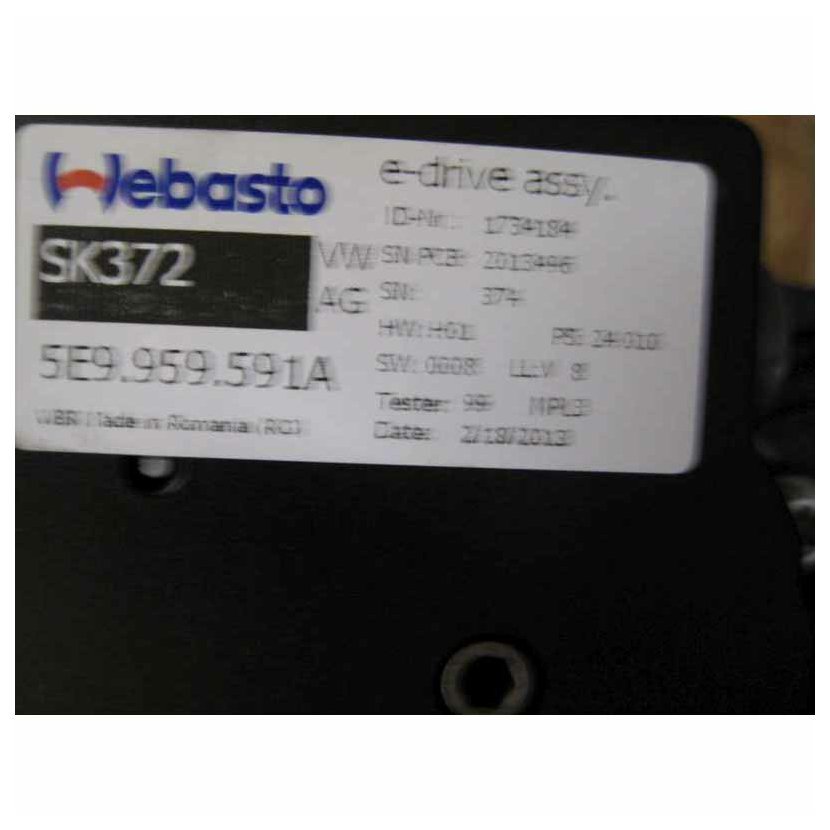 Webasto
SK372
VW
AG
5E9.959.591A
Made in Romania (RO)
e-drive assy.
ID-Nr.: 1734184
SN PCB: 2013496
SN: 374
HW: H01
SW: 0008
Tester: 99
Date: 2/18/2013